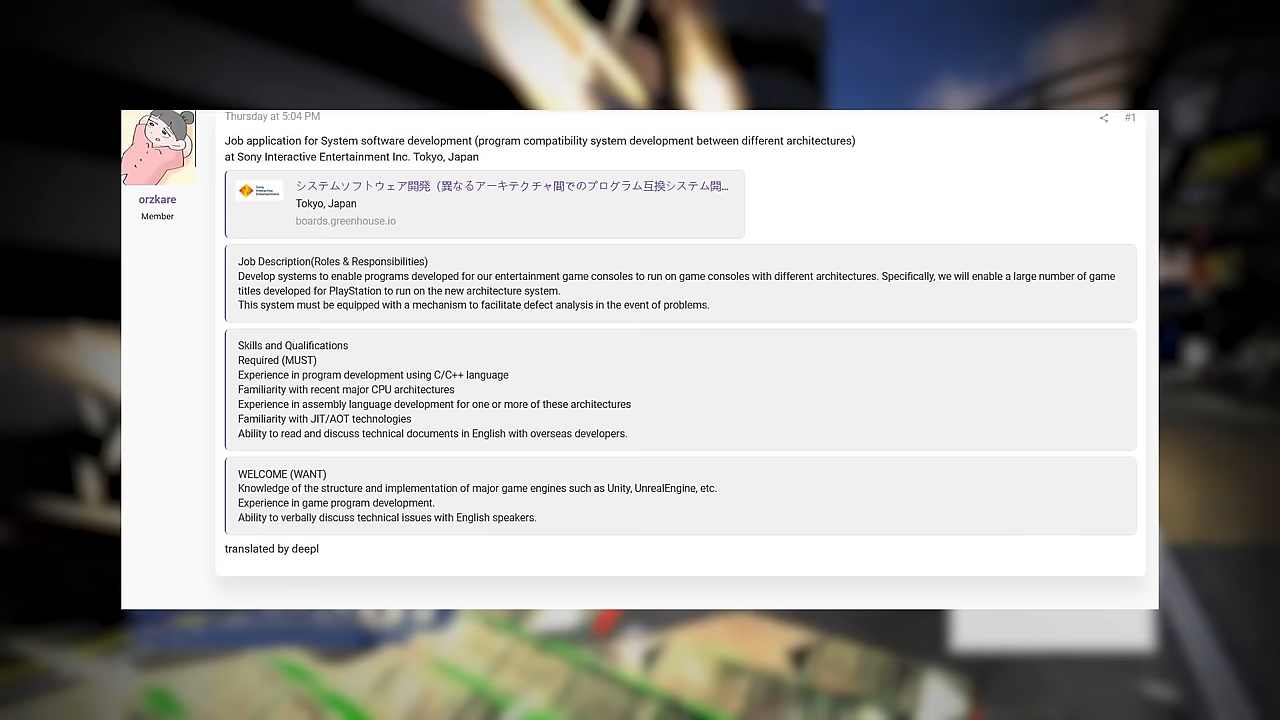 Thursday at 5:04 PM
#1
Job application for System software development (program compatibility system development between different architectures)
at Sony Interactive Entertainment Inc. Tokyo, Japan
orzkare
Member
Sony
Interactive
Entertainment
システムソフトウェア開発（異なるアーキテクチャ間でのプログラム互換システム開...
Tokyo, Japan
boards.greenhouse.io
Job Description(Roles & Responsibilities)
Develop systems to enable programs developed for our entertainment game consoles to run on game consoles with different architectures. Specifically, we will enable a large number of game
titles developed for PlayStation to run on the new architecture system.
This system must be equipped with a mechanism to facilitate defect analysis in the event of problems.
Skills and Qualifications
Required (MUST)
Experience in program development using C/C++ language
Familiarity with recent major CPU architectures
Experience in assembly language development for one or more of these architectures
Familiarity with JIT/AOT technologies
Ability to read and discuss technical documents in English with overseas developers.
WELCOME (WANT)
Knowledge of the structure and implementation of major game engines such as Unity, UnrealEngine, etc.
Experience in game program development.
Ability to verbally discuss technical issues with English speakers.
translated by deepl